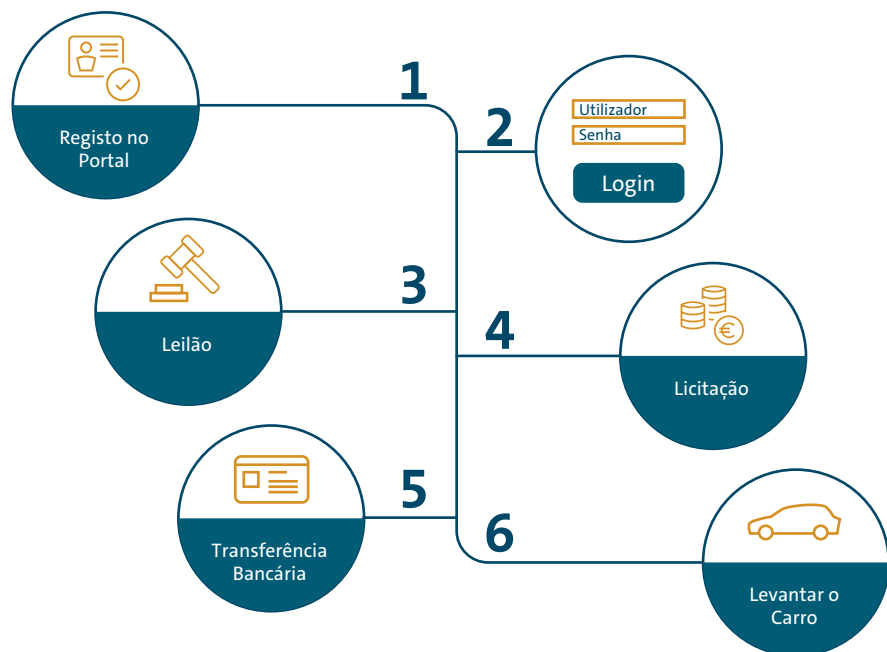 1
Registo no
Portal
2
Utilizador
Senha
Login
3
Leilão
4
€
Licitação
5
Transferência
Bancária
6
Levantar o
Carro